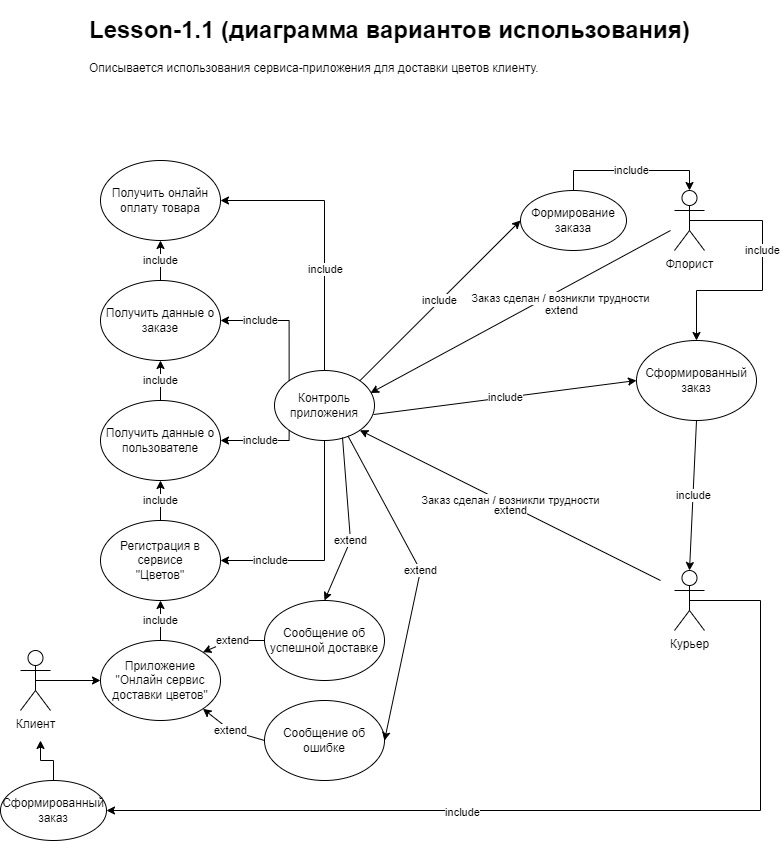 Lesson-1.1 (диаграмма вариантов использования)
Описывается использования сервиса-приложения для доставки цветов клиенту.
Получить онлайн
оплату товара
include
Формирование
заказа
Флорист
include
include
include
Получить данные о
заказе
include
include
Заказ сделан / возникли трудности
extend
include
Контроль
приложения
include
Сформированный
заказ
Получить данные о
пользователе
include
include
include
Заказ сделан / возникли трудности
extend
Регистрация в
сервисе
"Цветов"
include
extend
extend
include
Сообщение об
успешной доставке
extend
Курьер
Приложение
"Онлайн сервис
доставки цветов"
Клиент
extend
Сообщение об
ошибке
Сформированный
заказ
include